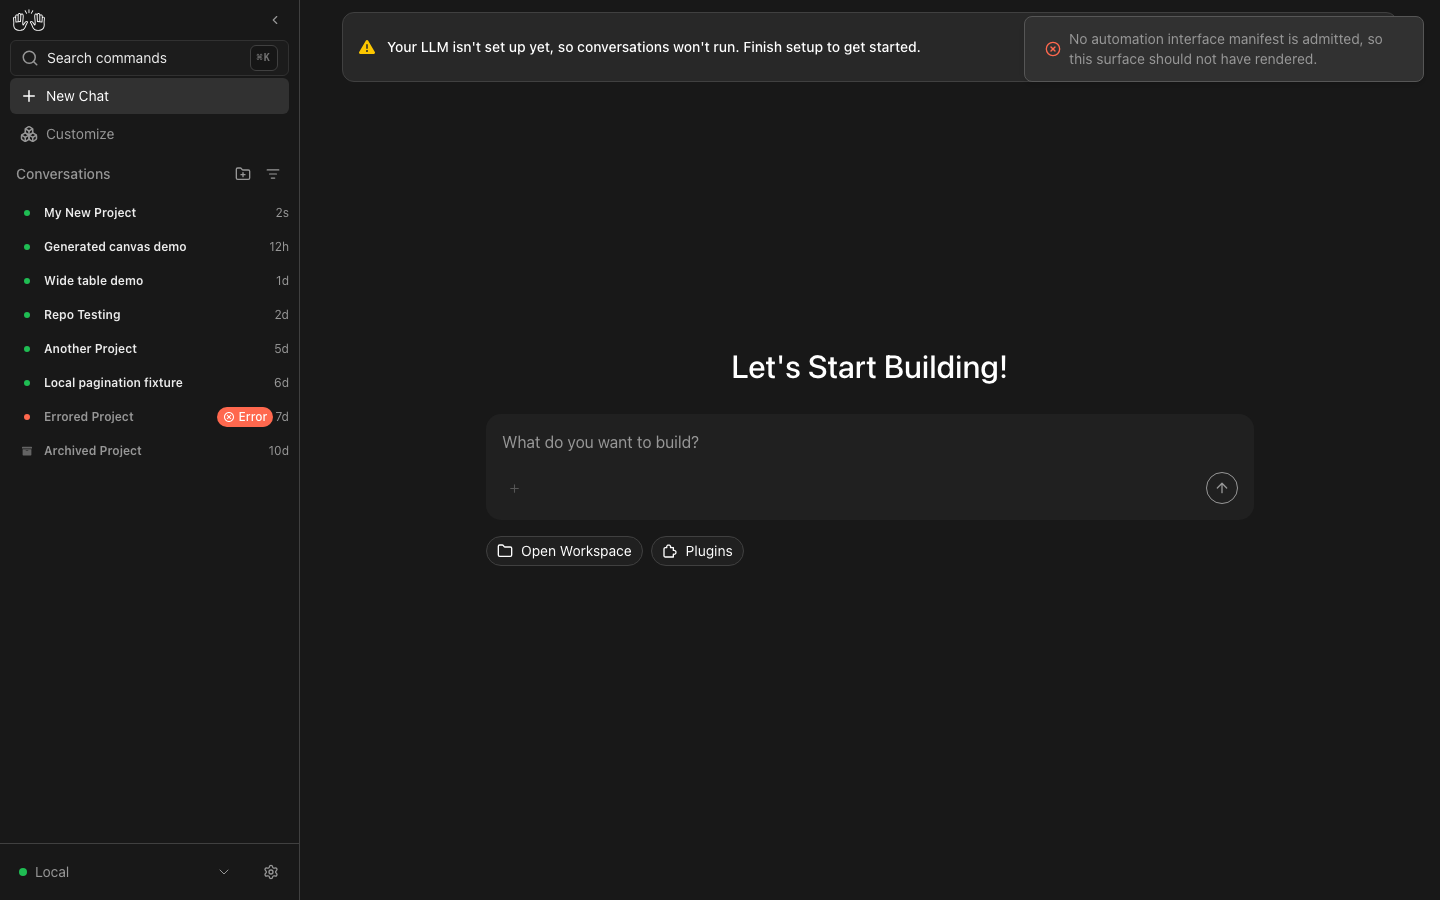 Search commands
⌘K
New Chat
Customize
Conversations
My New Project
2s
Generated canvas demo
12h
Wide table demo
1d
Repo Testing
2d
Another Project
5d
Local pagination fixture
6d
Errored Project
Error
7d
Archived Project
10d
Local
Your LLM isn't set up yet, so conversations won't run. Finish setup to get started.
No automation interface manifest is admitted, so
this surface should not have rendered.
Let's Start Building!
What do you want to build?
Open Workspace
Plugins